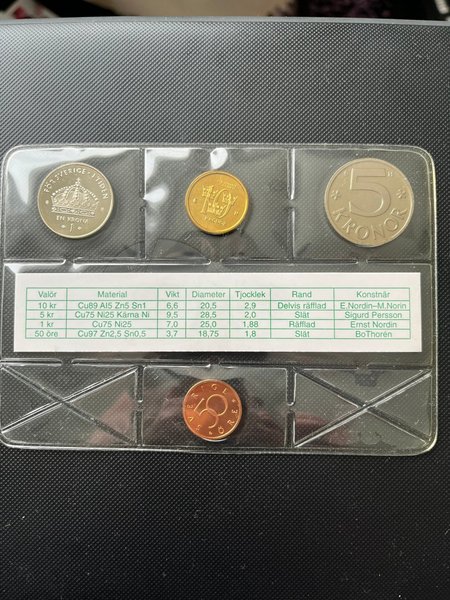 FÖR SVERIGE - I TIDEN
EN KRONA
10
KRONOR
5
KRONOR
Valör Material Vikt Diameter Tjocklek Rand Konstnär
10 kr Cu89 Al5 Zn5 Sn1 6,6 20,5 2,9 Delvis räfflad E.Nordin–M.Norin
5 kr Cu75 Ni25 Kärna Ni 9,5 28,5 2,0 Slät Sigurd Persson
1 kr Cu75 Ni25 7,0 25,0 1,88 Räfflad Ernst Nordin
50 öre Cu97 Zn2,5 Sn0,5 3,7 18,75 1,8 Slät BoThorén
SVERIGE
50
ÖRE